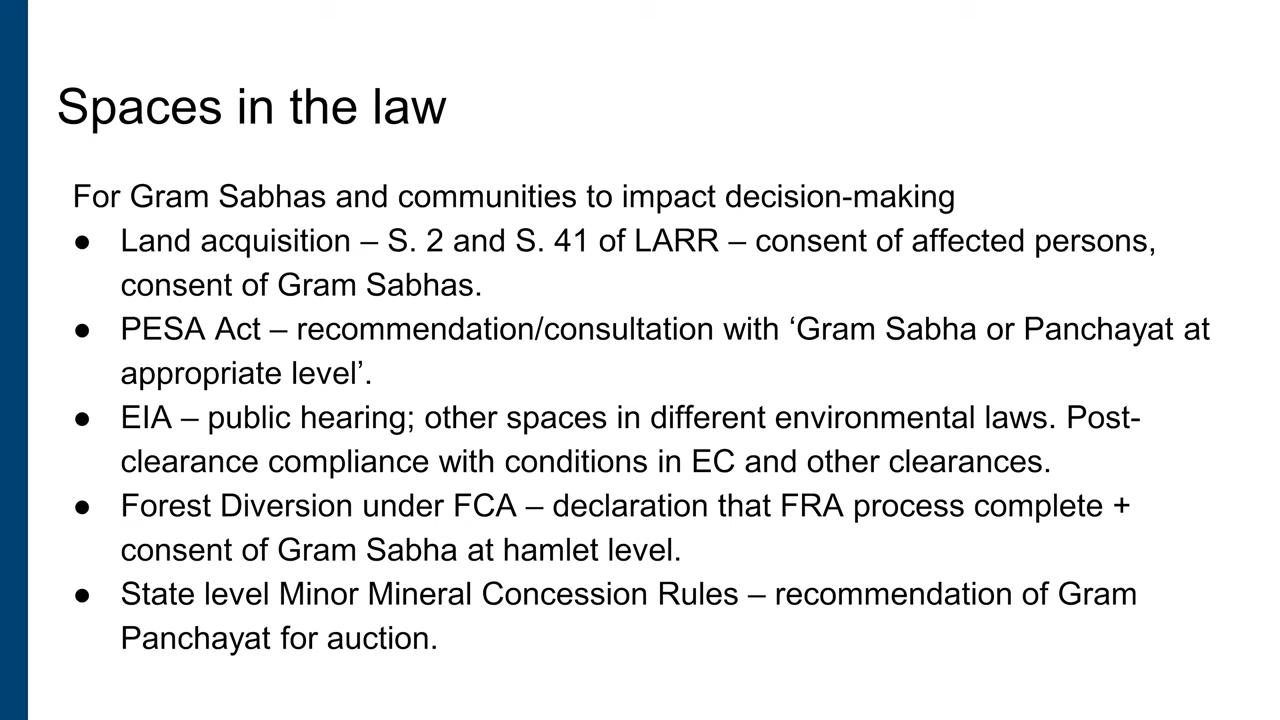 Spaces in the law
For Gram Sabhas and communities to impact decision-making
● Land acquisition – S. 2 and S. 41 of LARR – consent of affected persons,
consent of Gram Sabhas.
● PESA Act – recommendation/consultation with ‘Gram Sabha or Panchayat at
appropriate level’.
● EIA – public hearing; other spaces in different environmental laws. Post-
clearance compliance with conditions in EC and other clearances.
● Forest Diversion under FCA – declaration that FRA process complete +
consent of Gram Sabha at hamlet level.
● State level Minor Mineral Concession Rules – recommendation of Gram
Panchayat for auction.